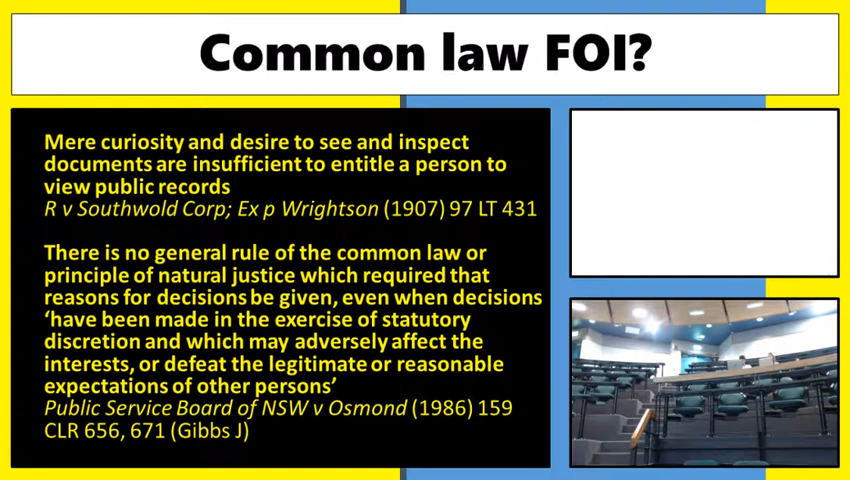 Common law FOI?
Mere curiosity and desire to see and inspect
documents are insufficient to entitle a person to
view public records
R v Southwold Corp; Ex p Wrightson (1907) 97 LT 431
There is no general rule of the common law or
principle of natural justice which required that
reasons for decisions be given, even when decisions
‘have been made in the exercise of statutory
discretion and which may adversely affect the
interests, or defeat the legitimate or reasonable
expectations of other persons’
Public Service Board of NSW v Osmond (1986) 159
CLR 656, 671 (Gibbs J)